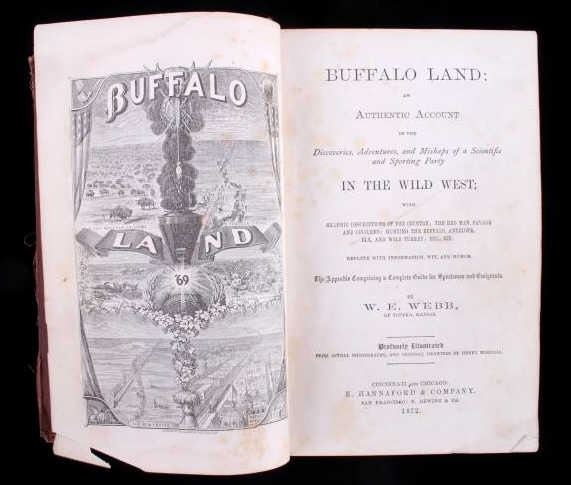 BUFFALO
LAND
'69
BUFFALO LAND:
AN
AUTHENTIC ACCOUNT
OF THE
Discoveries, Adventures, and Mishaps of a Scientific
and Sporting Party
IN THE WILD WEST;
WITH
GRAPHIC DESCRIPTIONS OF THE COUNTRY; THE RED MAN, SAVAGE
AND CIVILIZED; HUNTING THE BUFFALO, ANTELOPE,
ELK, AND WILD TURKEY; ETC., ETC.
REPLETE WITH INFORMATION, WIT, AND HUMOR.
The Appendix Comprising a Complete Guide for Sportsmen and Emigrants.
BY
W. E. WEBB,
OF TOPEKA, KANSAS.
Profusely Illustrated
FROM ACTUAL PHOTOGRAPHS, AND ORIGINAL DRAWINGS BY HENRY WORRALL.
CINCINNATI AND CHICAGO:
E. HANNAFORD & COMPANY.
SAN FRANCISCO: F. DEWING & CO.
1872.